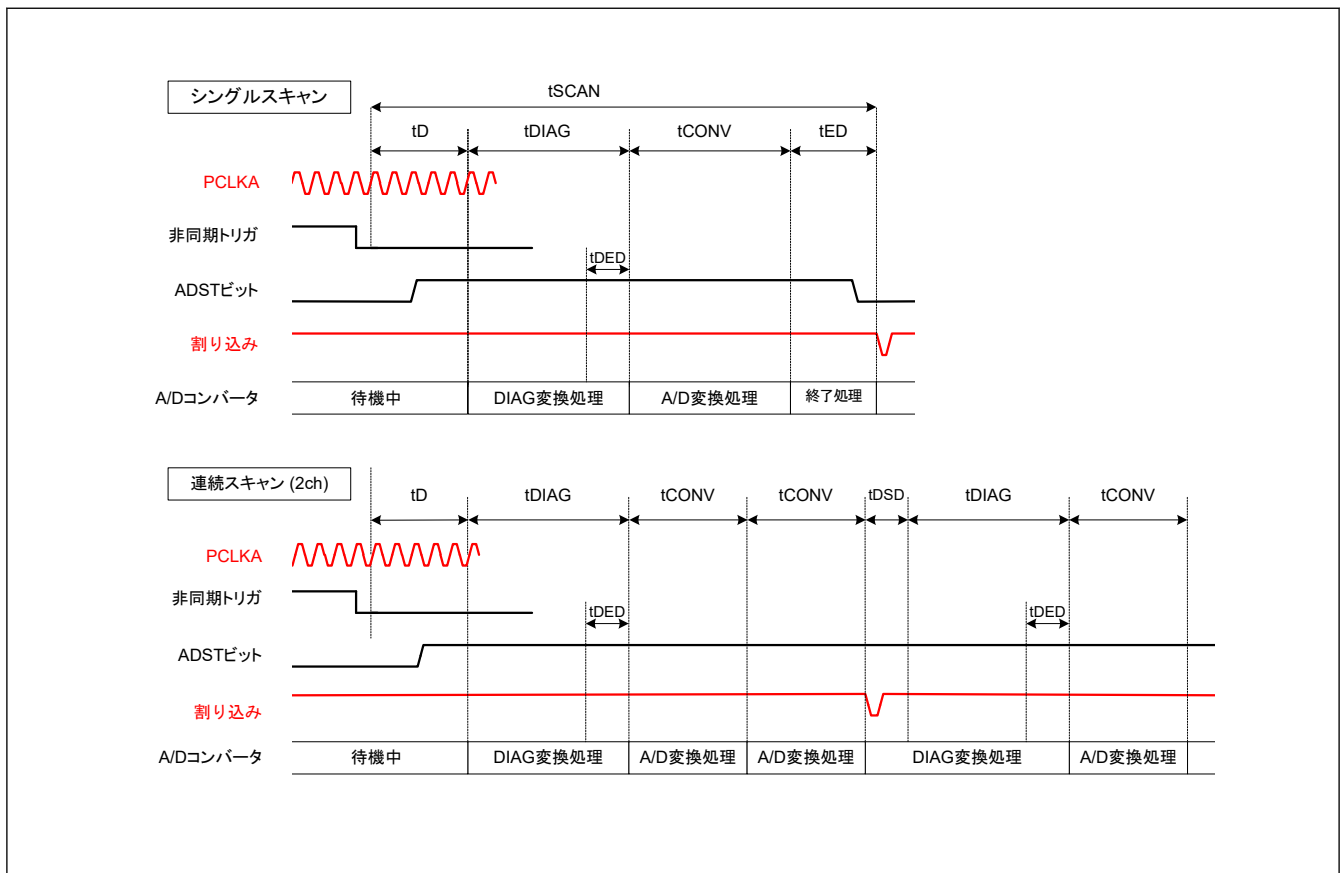 シングルスキャン
tSCAN
tD tDIAG tCONV tED
PCLKA
非同期トリガ
tDED
ADSTビット
割り込み
A/Dコンバータ 待機中 DIAG変換処理 A/D変換処理 終了処理
連続スキャン (2ch)
tD tDIAG tCONV tCONV tDSD tDIAG tCONV
PCLKA
非同期トリガ
tDED tDED
ADSTビット
割り込み
A/Dコンバータ 待機中 DIAG変換処理 A/D変換処理 A/D変換処理 DIAG変換処理 A/D変換処理